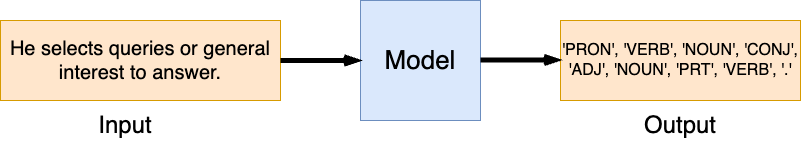 He selects queries or general
interest to answer.
Model
'PRON', 'VERB', 'NOUN', 'CONJ',
'ADJ', 'NOUN', 'PRT', 'VERB', '.'
Input
Output